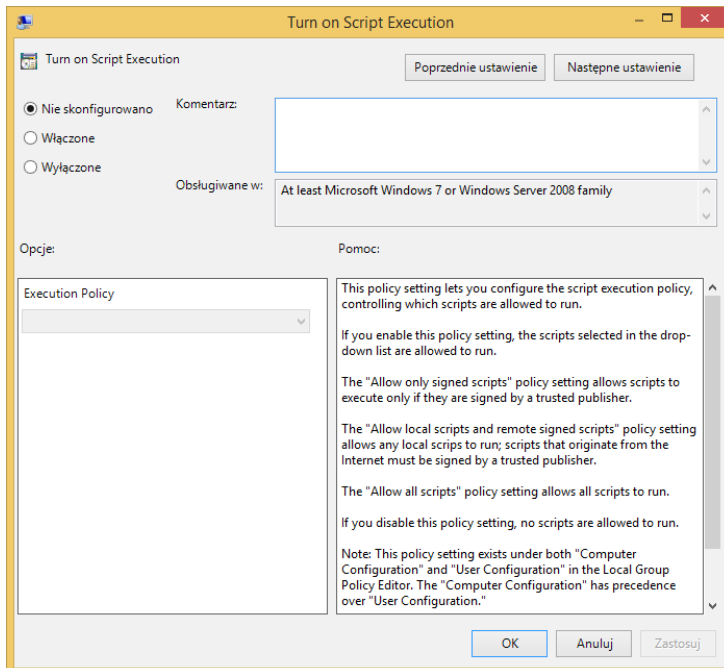 Turn on Script Execution
Turn on Script Execution
Poprzednie ustawienie
Następne ustawienie
Nie skonfigurowano
Włączone
Wyłączone
Komentarz:
Obsługiwane w:
At least Microsoft Windows 7 or Windows Server 2008 family
Opcje:
Pomoc:
Execution Policy
This policy setting lets you configure the script execution policy,
controlling which scripts are allowed to run.
If you enable this policy setting, the scripts selected in the drop-
down list are allowed to run.
The "Allow only signed scripts" policy setting allows scripts to
execute only if they are signed by a trusted publisher.
The "Allow local scripts and remote signed scripts" policy setting
allows any local scrips to run; scripts that originate from the
Internet must be signed by a trusted publisher.
The "Allow all scripts" policy setting allows all scripts to run.
If you disable this policy setting, no scripts are allowed to run.
Note: This policy setting exists under both "Computer
Configuration" and "User Configuration" in the Local Group
Policy Editor. The "Computer Configuration" has precedence
over "User Configuration."
OK
Anuluj
Zastosuj